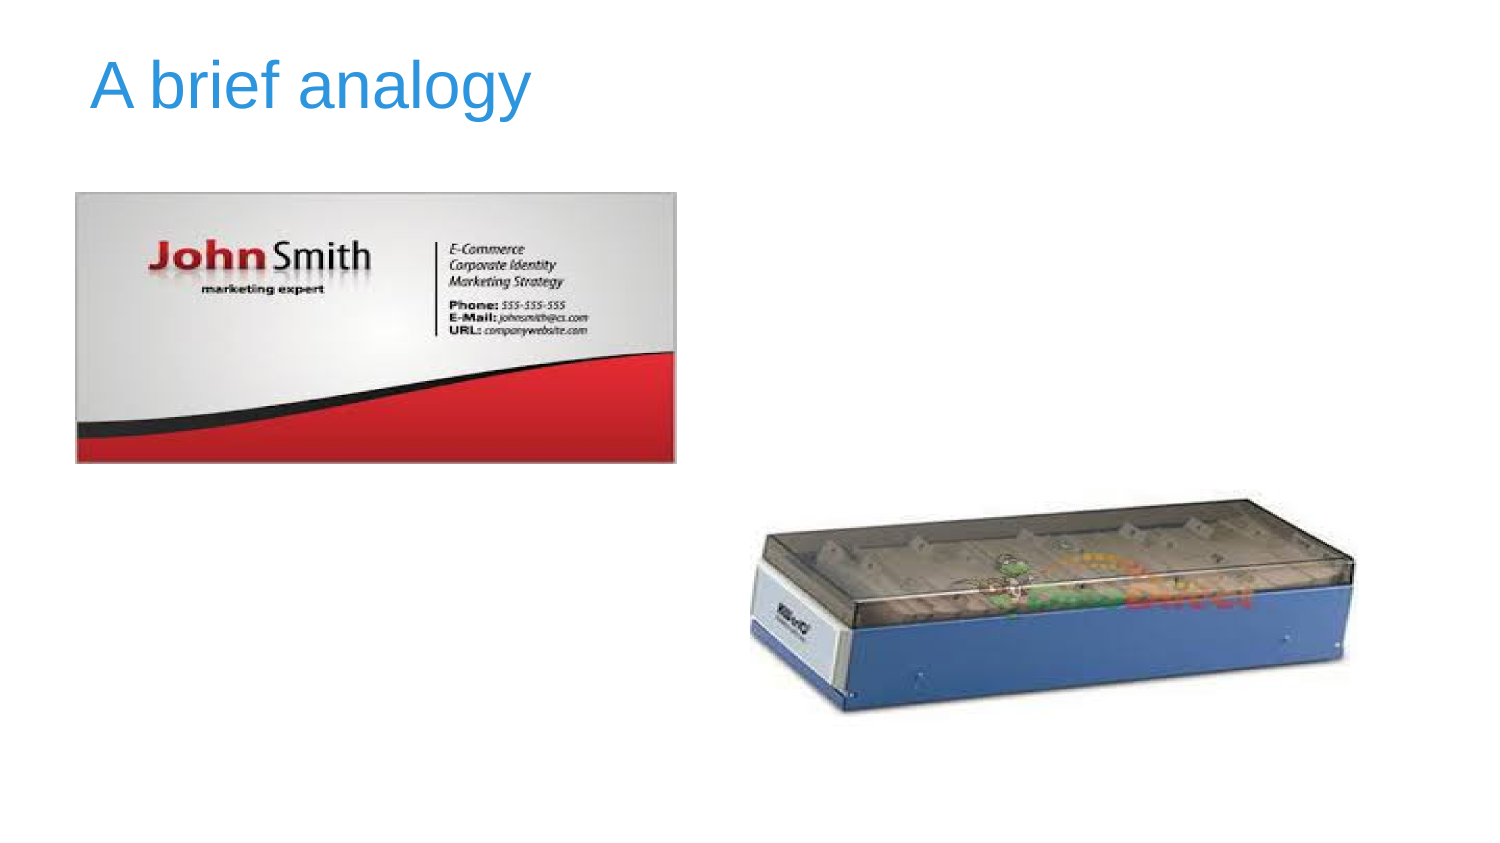 A brief analogy
John Smith
marketing expert
E-Commerce
Corporate Identity
Marketing Strategy
Phone: 555-555-555
E-Mail: johnsmith@cs.com
URL: companywebsite.com